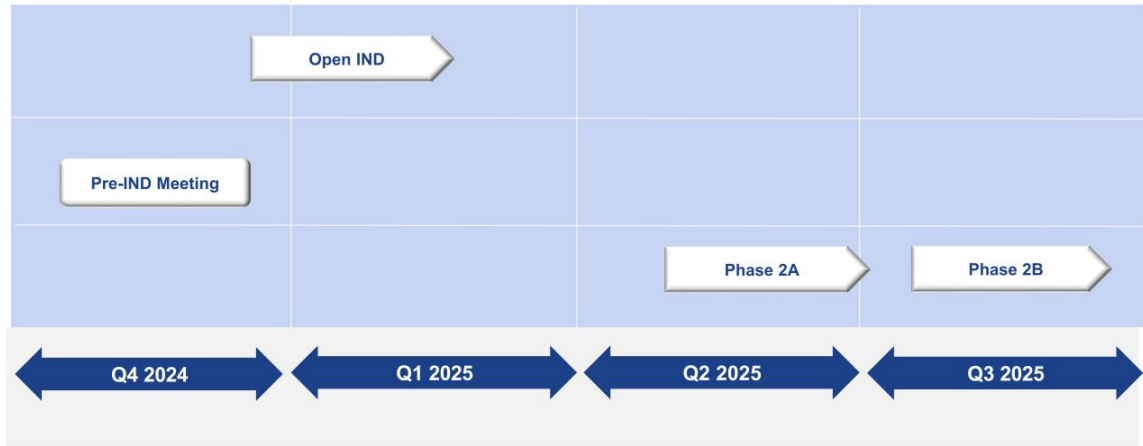 Open IND
Pre-IND Meeting
Phase 2A
Phase 2B
Q4 2024
Q1 2025
Q2 2025
Q3 2025